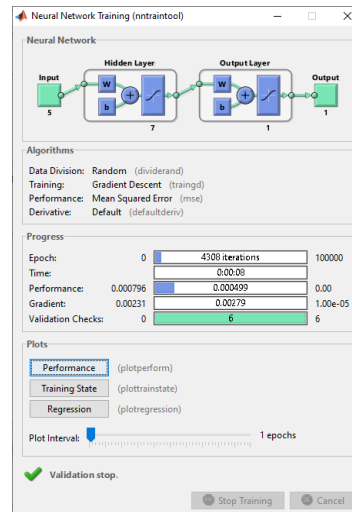 Neural Network Training (nntraintool)
Neural Network
Hidden Layer Output Layer
Input Output
W W
b b
5 7 1 1
Algorithms
Data Division: Random (dividerand)
Training: Gradient Descent (traingd)
Performance: Mean Squared Error (mse)
Derivative: Default (defaultderiv)
Progress
Epoch: 0 4308 iterations 100000
Time: 0:00:08
Performance: 0.000796 0.000499 0.00
Gradient: 0.00231 0.00279 1.00e-05
Validation Checks: 0 6 6
Plots
Performance (plotperform)
Training State (plottrainstate)
Regression (plotregression)
Plot Interval: 1 epochs
Validation stop.
Stop Training Cancel